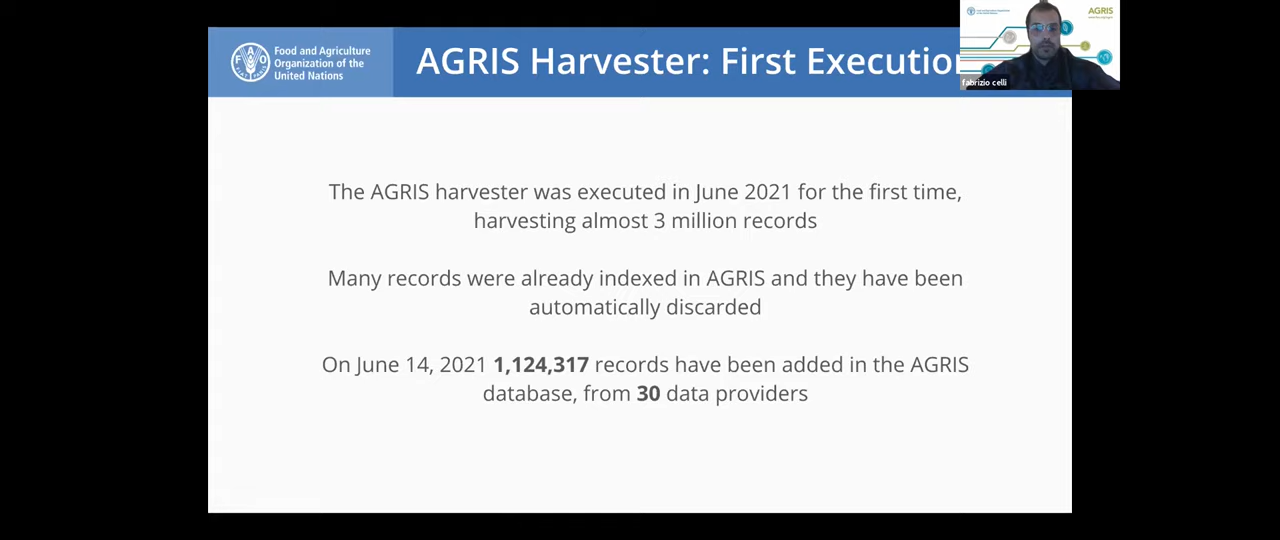 Food and Agriculture
Organization of the
United Nations
AGRIS Harvester: First Executio
AGRIS
fabrizio celli
The AGRIS harvester was executed in June 2021 for the first time,
harvesting almost 3 million records
Many records were already indexed in AGRIS and they have been
automatically discarded
On June 14, 2021 1,124,317 records have been added in the AGRIS
database, from 30 data providers